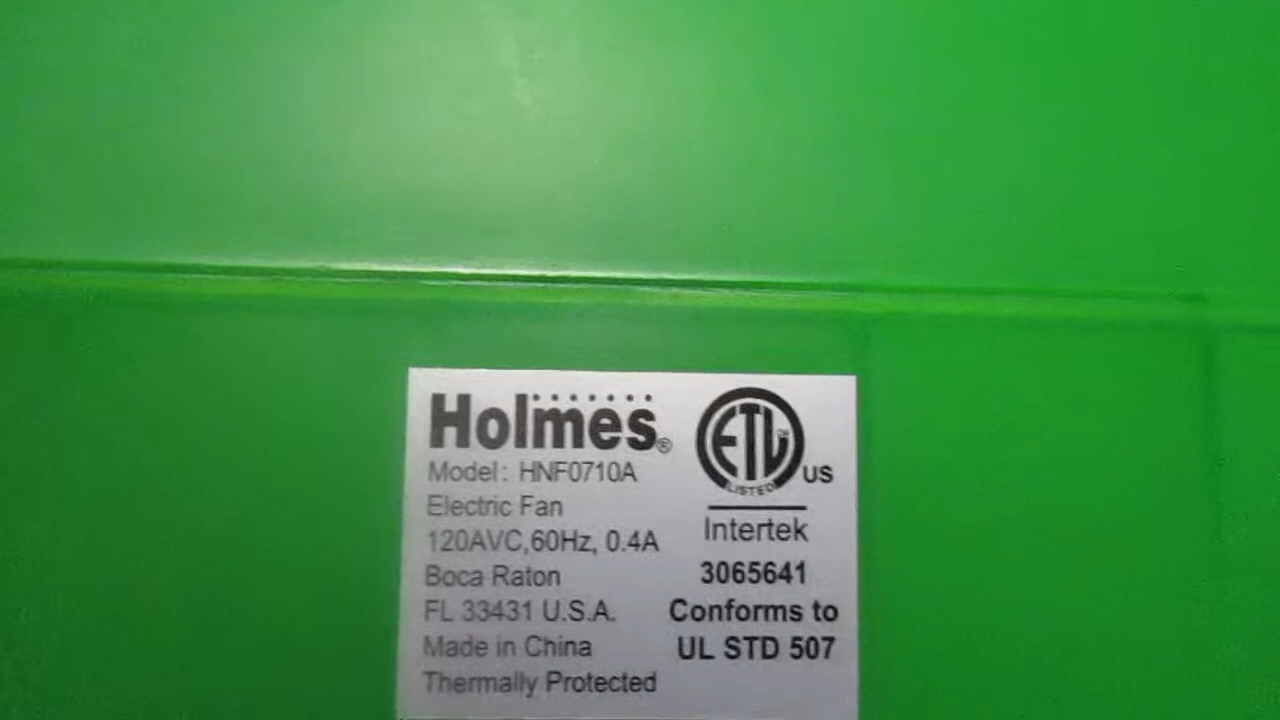 Holmes®
Model: HNF0710A
Electric Fan
120AVC,60Hz, 0.4A
Boca Raton
FL 33431 U.S.A.
Made in China
Thermally Protected
ETL
LISTED
US
Intertek
3065641
Conforms to
UL STD 507